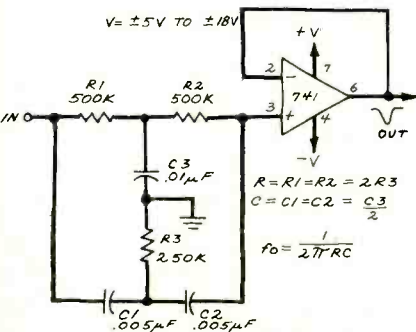 V= ±5V TO ±18V
+V
R1
500K
R2
500K
2
7
-
741
6
3
+
4
IN
OUT
-V
C3
.01µF
R=R1=R2 = 2R3
C=C1=C2 = C3/2
R3
250K
fo= 1/2πRC
C1
.005µF
C2
.005µF